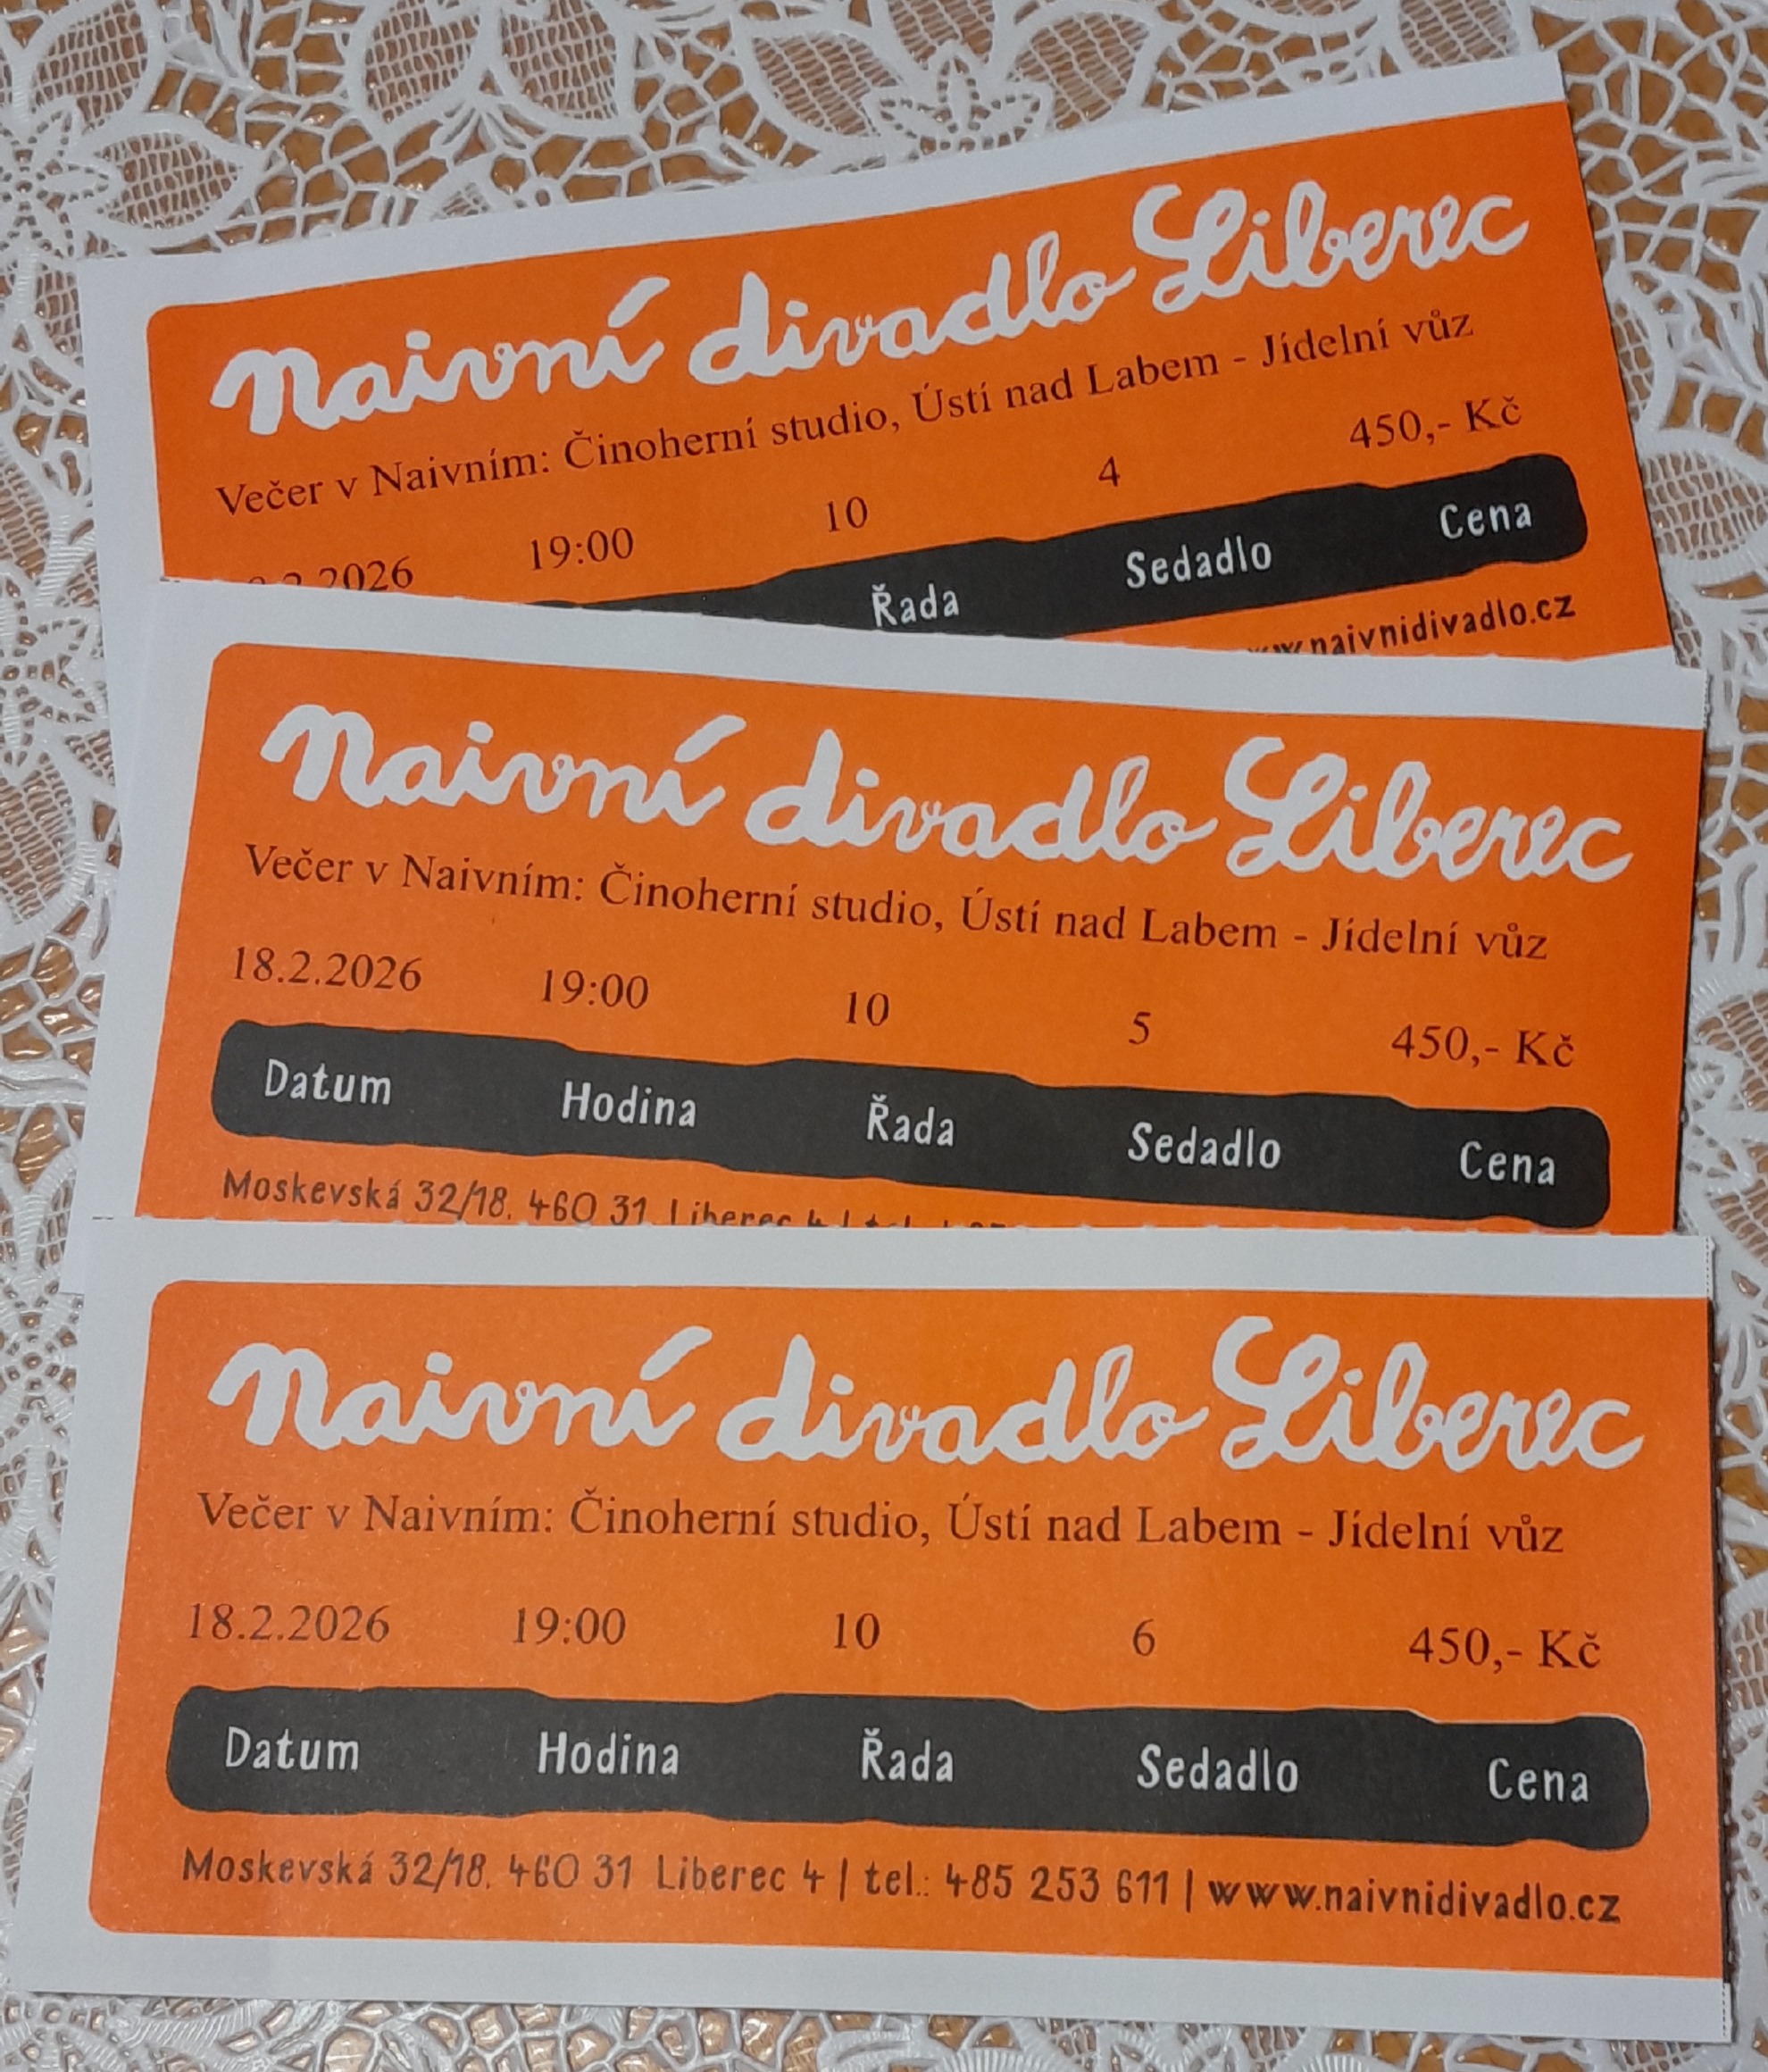 Naivní divadlo Liberec
Večer v Naivním: Činoherní studio, Ústí nad Labem - Jídelní vůz
2026 19:00 10 4 450,- Kč
Řada Sedadlo Cena
www.naivnidivadlo.cz
Naivní divadlo Liberec
Večer v Naivním: Činoherní studio, Ústí nad Labem - Jídelní vůz
18.2.2026 19:00 10 5 450,- Kč
Datum Hodina Řada Sedadlo Cena
Moskevská 32/18, 460 31 Liberec 4 |
Naivní divadlo Liberec
Večer v Naivním: Činoherní studio, Ústí nad Labem - Jídelní vůz
18.2.2026 19:00 10 6 450,- Kč
Datum Hodina Řada Sedadlo Cena
Moskevská 32/18, 460 31 Liberec 4 | tel.: 485 253 611 | www.naivnidivadlo.cz